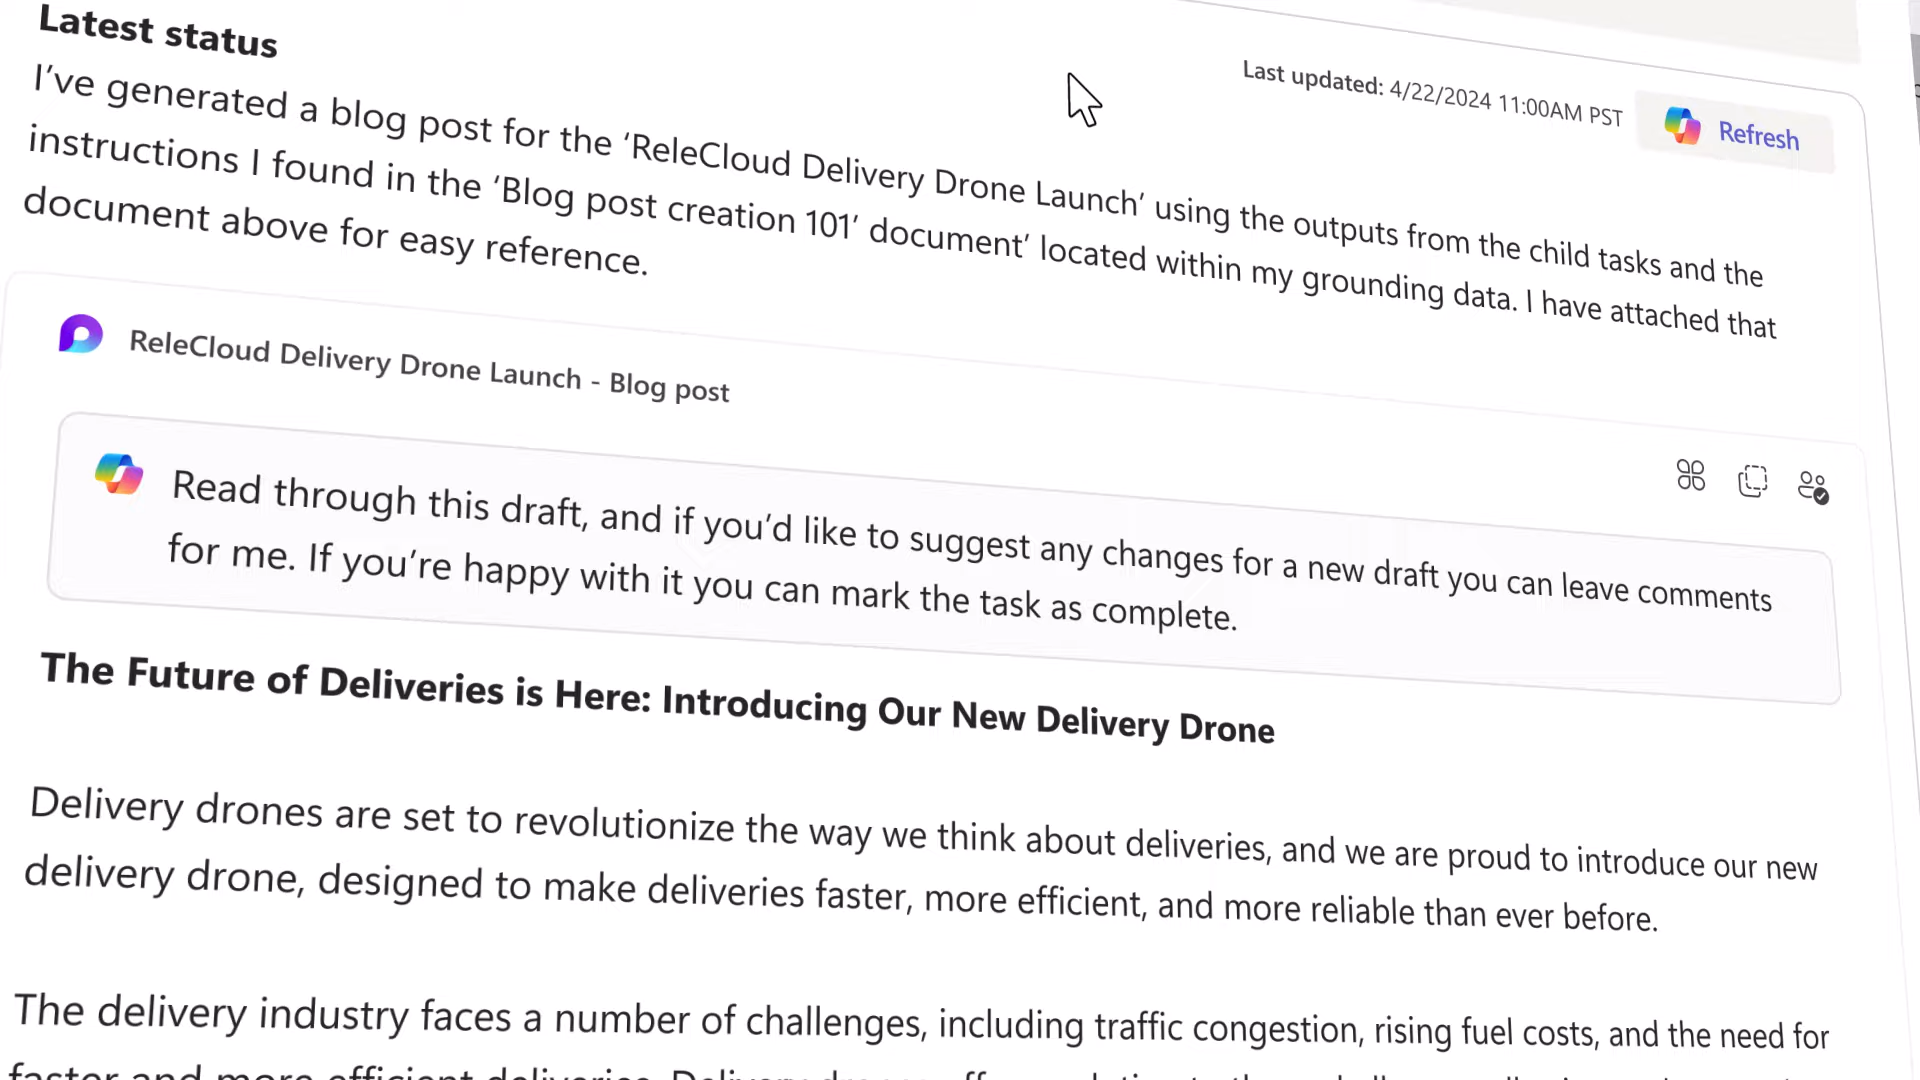 Latest status
Last updated: 4/22/2024 11:00AM PST
Refresh
I've generated a blog post for the ‘ReleCloud Delivery Drone Launch’ using the outputs from the child tasks and the
instructions I found in the ‘Blog post creation 101’ document’ located within my grounding data. I have attached that
document above for easy reference.
ReleCloud Delivery Drone Launch - Blog post
Read through this draft, and if you’d like to suggest any changes for a new draft you can leave comments
for me. If you’re happy with it you can mark the task as complete.
The Future of Deliveries is Here: Introducing Our New Delivery Drone
Delivery drones are set to revolutionize the way we think about deliveries, and we are proud to introduce our new
delivery drone, designed to make deliveries faster, more efficient, and more reliable than ever before.
The delivery industry faces a number of challenges, including traffic congestion, rising fuel costs, and the need for
faster and more efficient deliveries.